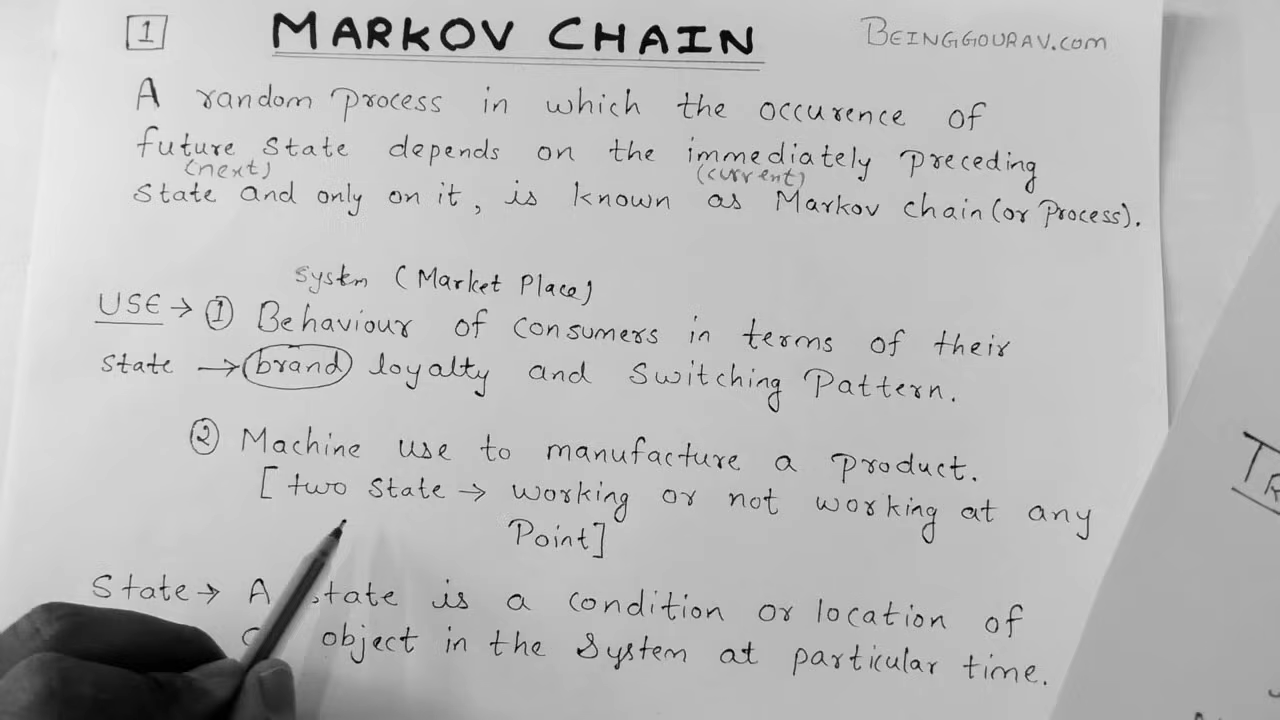 1 MARKOV CHAIN BEINGGOURAV.com
A random process in which the occurence of
future state depends on the immediately preceding
(next) (current)
state and only on it, is known as Markov chain (or Process).
system (Market Place)
USE → ① Behaviour of consumers in terms of their
state → brand loyalty and switching Pattern.
② Machine use to manufacture a product.
[two state → working or not working at any
Point]
State → A state is a condition or location of
object in the system at particular time.